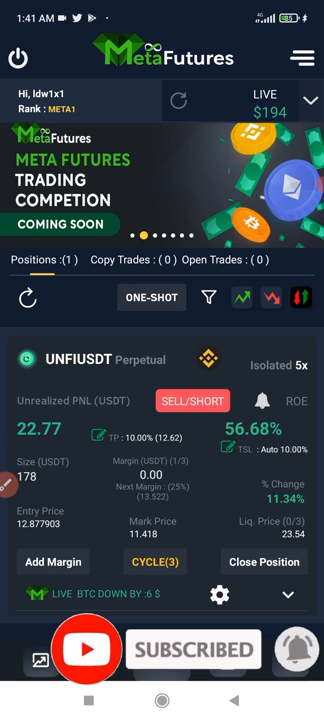 1:41 AM
4G
85
MetaFutures
Hi, ldw1x1
Rank : META1
LIVE
$194
MetaFutures
META FUTURES
TRADING
COMPETION
COMING SOON
Positions :(1) Copy Trades : ( 0 ) Open Trades : ( 0 )
ONE-SHOT
UNFIUSDT Perpetual
Isolated 5x
Unrealized PNL (USDT) SELL/SHORT ROE
22.77 TP : 10.00% (12.62) 56.68%
TSL : Auto 10.00%
Size (USDT)
178
Margin (USDT) (1/3)
0.00
Next Margin : (25%)
(13.522)
% Change
11.34%
Entry Price
12.877903
Mark Price
11.418
Liq. Price (0/3)
23.54
Add Margin CYCLE(3) Close Position
LIVE BTC DOWN BY :6 $
SUBSCRIBED